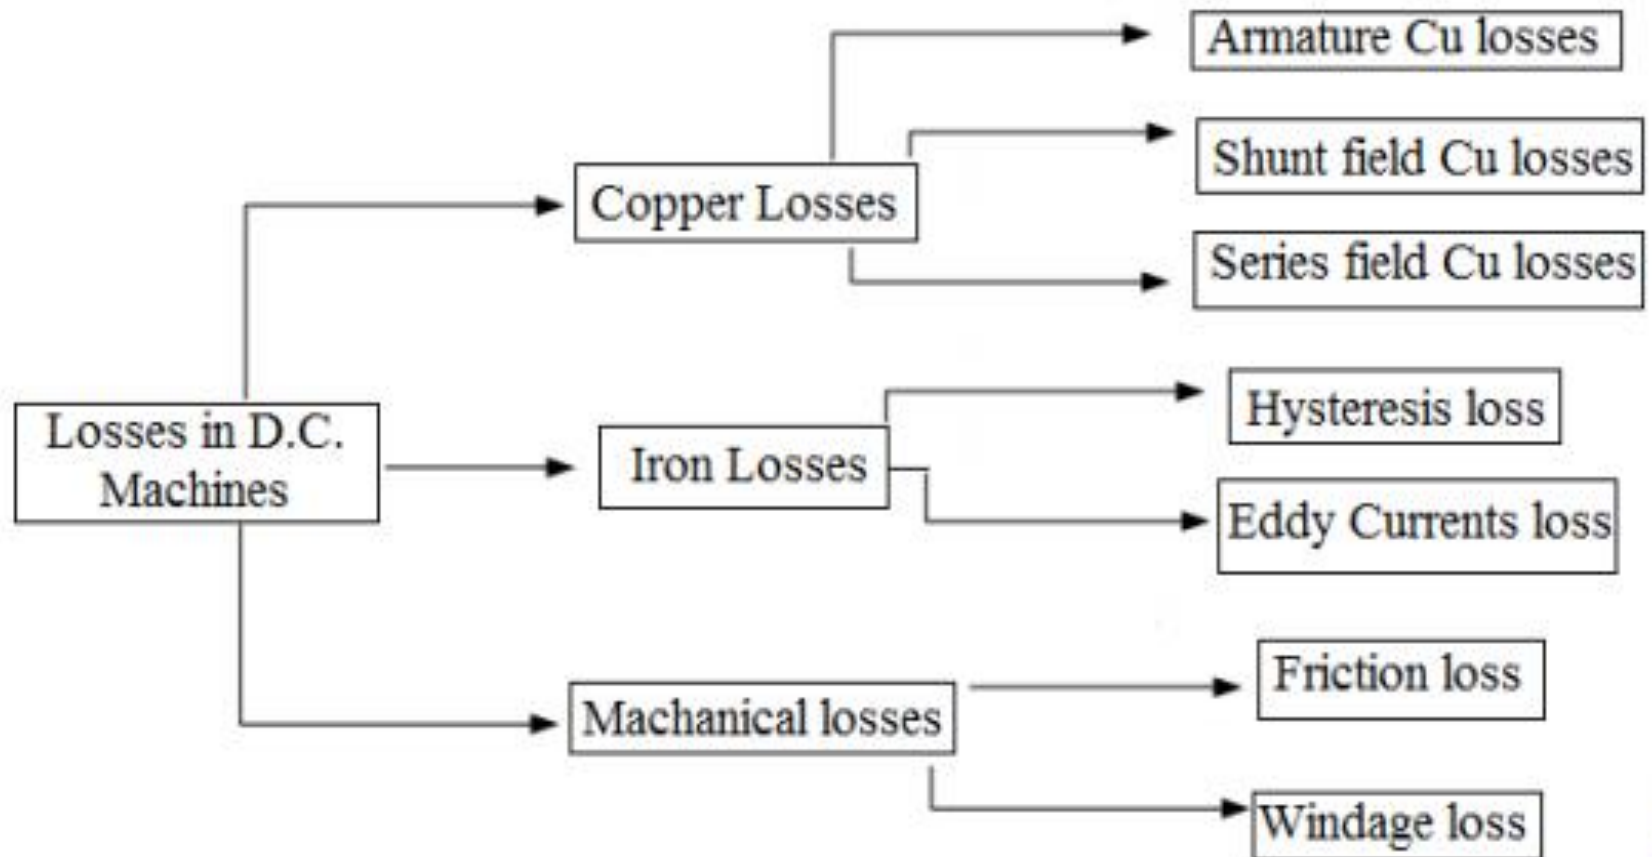 Losses in D.C.
Machines
Copper Losses
Armature Cu losses
Shunt field Cu losses
Series field Cu losses
Iron Losses
Hysteresis loss
Eddy Currents loss
Machanical losses
Friction loss
Windage loss